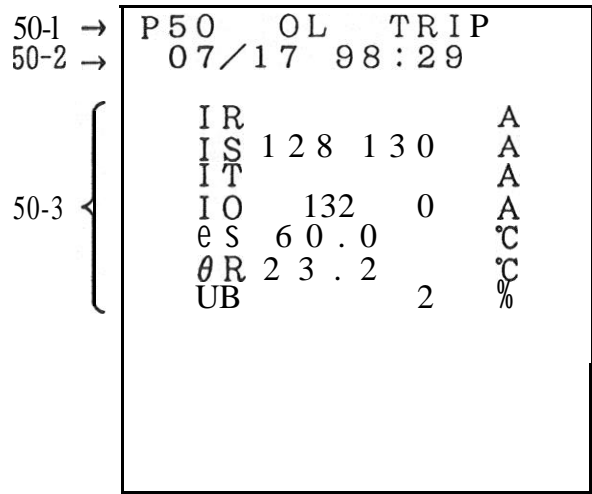 50-1 → P50 OL TRIP
50-2 → 07/17 98:29
IR A
IS 128 130 A
IT A
50-3 IO 132 0 A
es 60.0 ℃
θR 23.2 ℃
UB 2 %